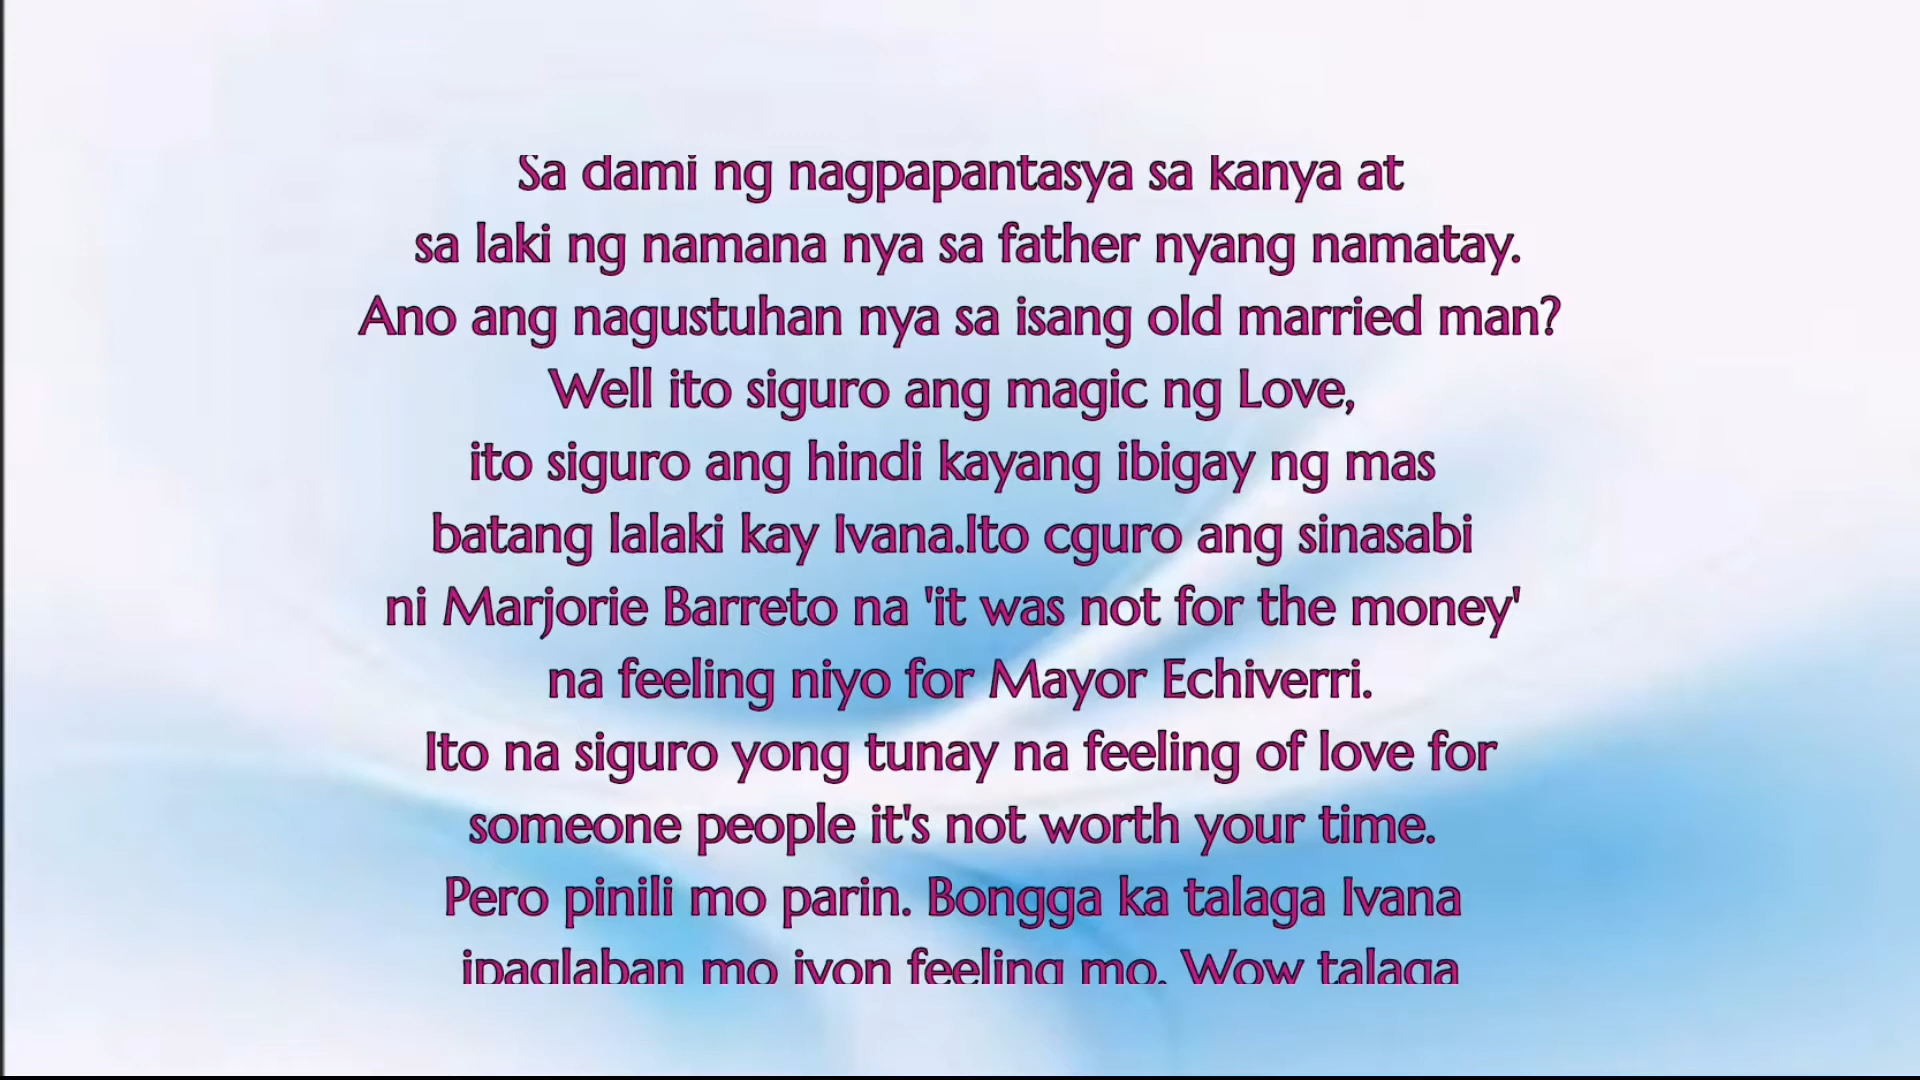 Sa dami ng nagpapantasya sa kanya at
sa laki ng namana nya sa father nyang namatay.
Ano ang nagustuhan nya sa isang old married man?
Well ito siguro ang magic ng Love,
ito siguro ang hindi kayang ibigay ng mas
batang lalaki kay Ivana.Ito cguro ang sinasabi
ni Marjorie Barreto na 'it was not for the money'
na feeling niyo for Mayor Echiverri.
Ito na siguro yong tunay na feeling of love for
someone people it's not worth your time.
Pero pinili mo parin. Bongga ka talaga Ivana
ipaglaban mo iyon feeling mo. Wow talaga